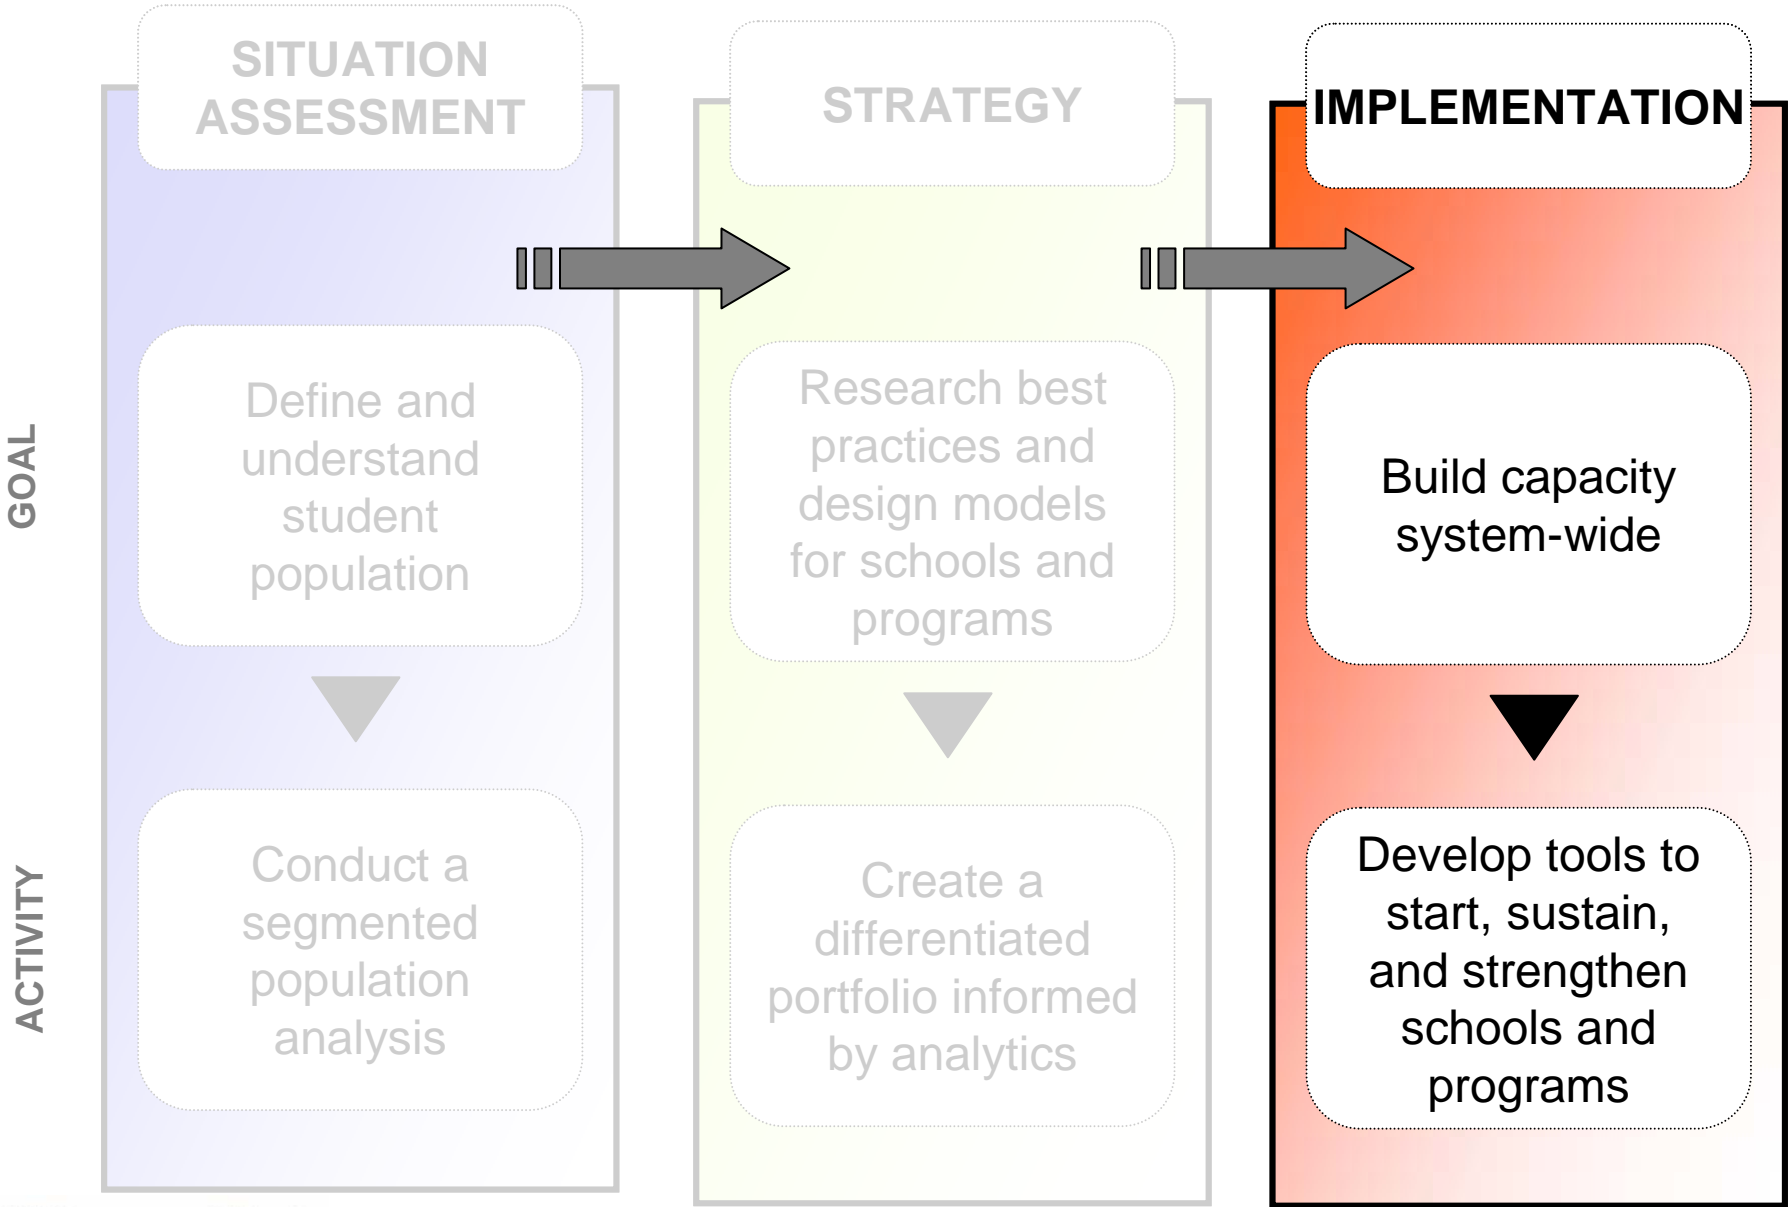 SITUATION
ASSESSMENT
STRATEGY
IMPLEMENTATION
GOAL
Define and
understand
student
population
Research best
practices and
design models
for schools and
programs
Build capacity
system-wide
ACTIVITY
Conduct a
segmented
population
analysis
Create a
differentiated
portfolio informed
by analytics
Develop tools to
start, sustain,
and strengthen
schools and
programs